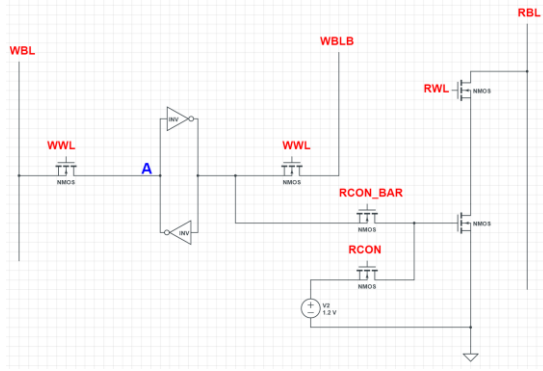 RBL
WBLB
WBL
RWL
NMOS
INV
WWL
WWL
A
NMOS
NMOS
RCON_BAR
NMOS
NMOS
INV
RCON
NMOS
V2
1.2 V